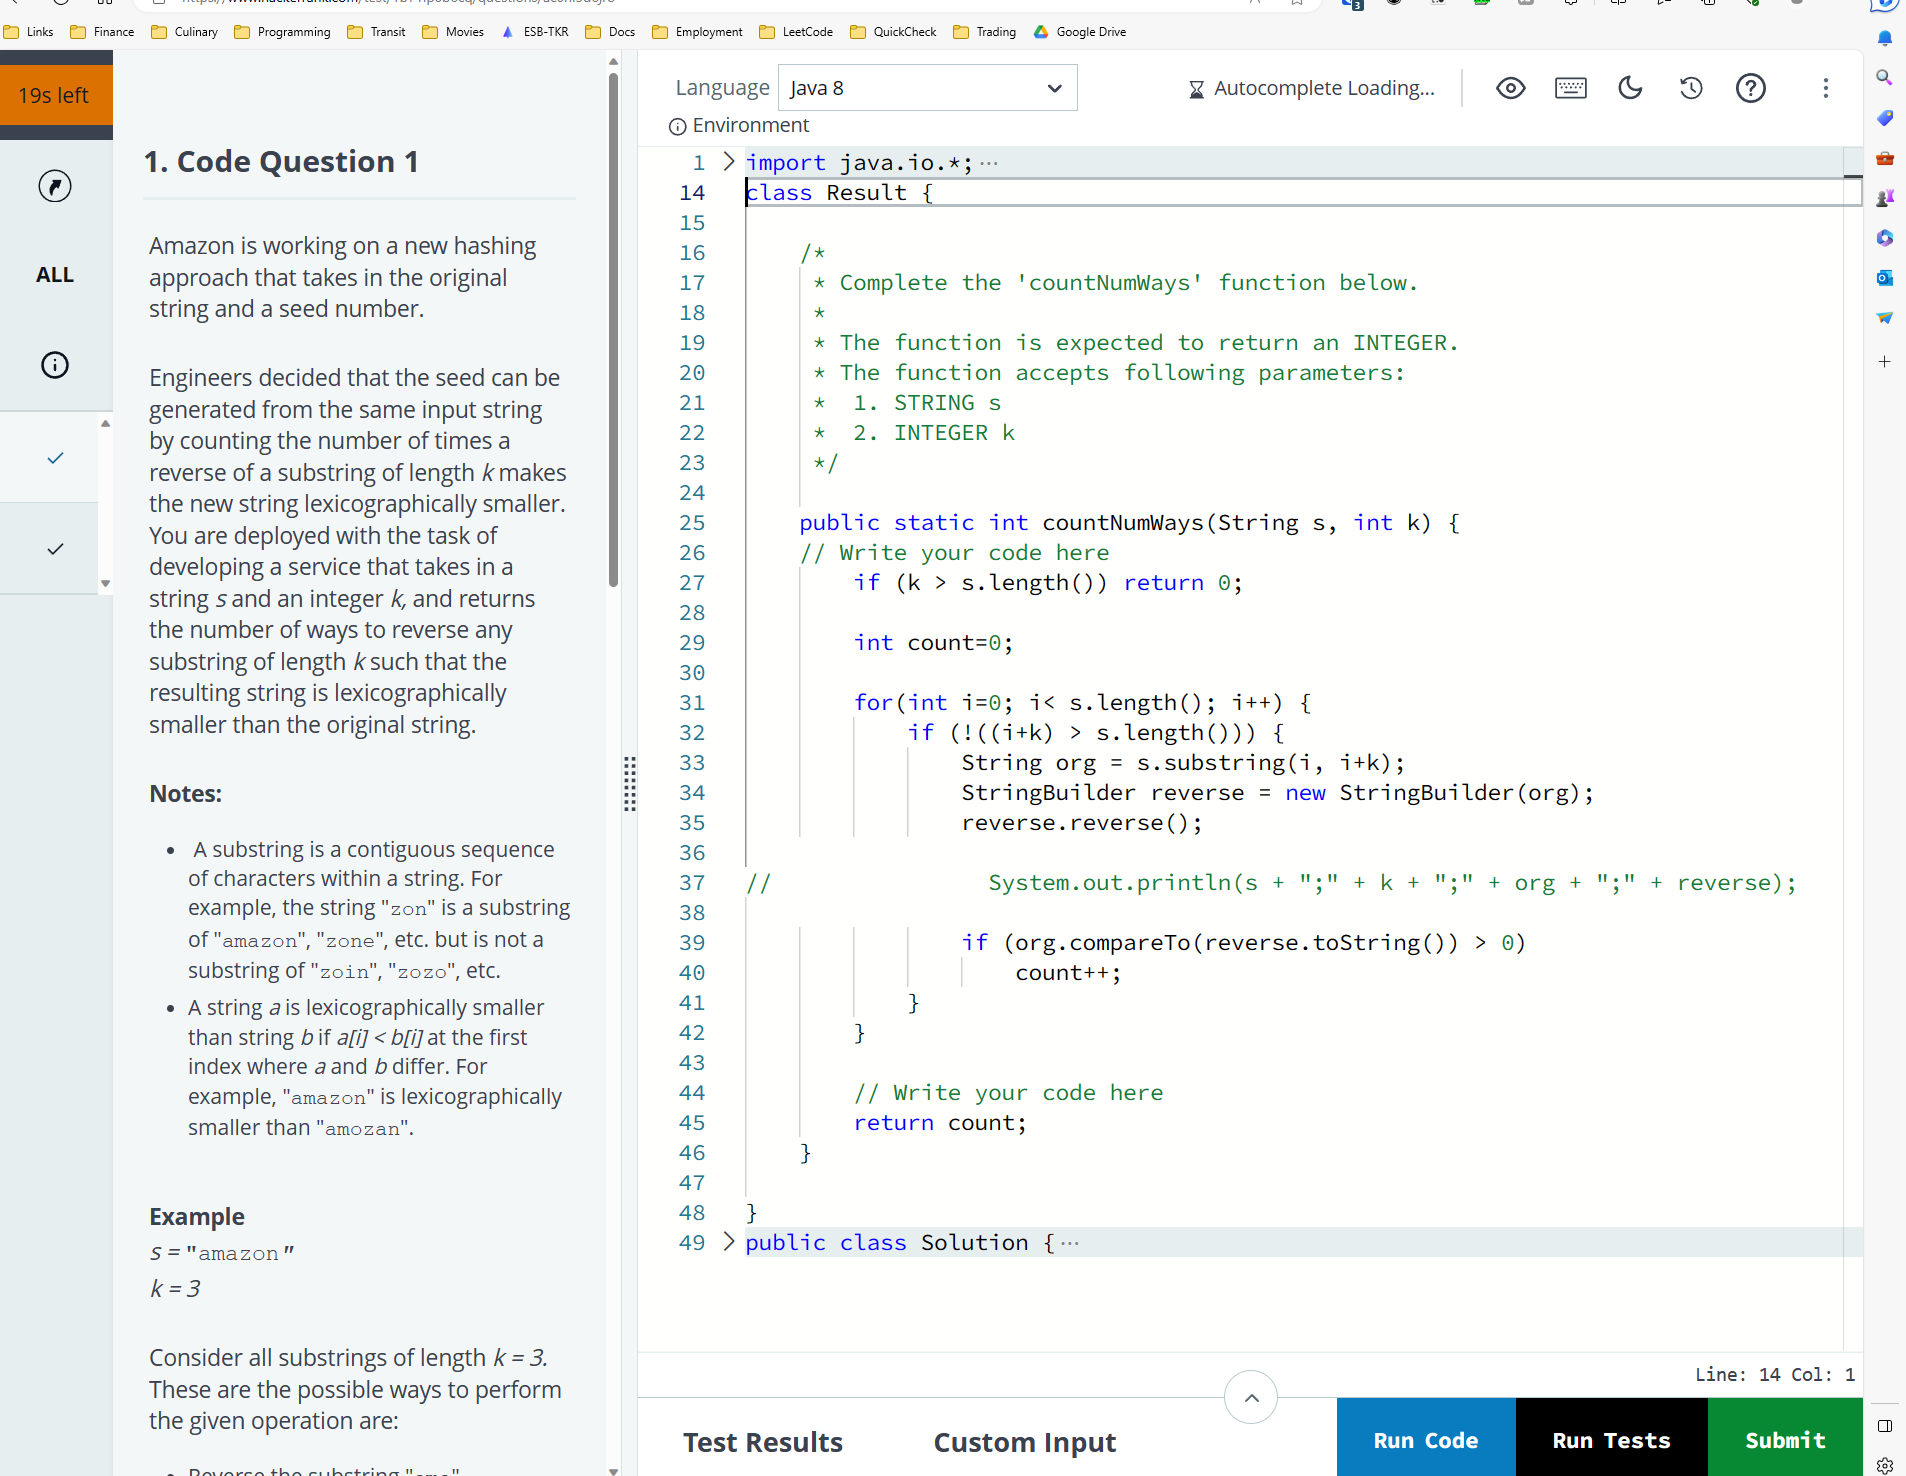 Links Finance Culinary Programming Transit Movies ESB-TKR Docs Employment LeetCode QuickCheck Trading Google Drive
19s left
ALL
1. Code Question 1
Amazon is working on a new hashing
approach that takes in the original
string and a seed number.
Engineers decided that the seed can be
generated from the same input string
by counting the number of times a
reverse of a substring of length k makes
the new string lexicographically smaller.
You are deployed with the task of
developing a service that takes in a
string s and an integer k, and returns
the number of ways to reverse any
substring of length k such that the
resulting string is lexicographically
smaller than the original string.
Notes:
• A substring is a contiguous sequence
of characters within a string. For
example, the string "zon" is a substring
of "amazon", "zone", etc. but is not a
substring of "zoin", "zozo", etc.
• A string a is lexicographically smaller
than string b if a[i] < b[i] at the first
index where a and b differ. For
example, "amazon" is lexicographically
smaller than "amozan".
Example
s = "amazon"
k = 3
Consider all substrings of length k = 3.
These are the possible ways to perform
the given operation are:
• Reverse the substring "ama"
Language Java 8 Autocomplete Loading...
Environment
1 import java.io.*; ...
14 class Result {
15
16 /*
17 * Complete the 'countNumWays' function below.
18 *
19 * The function is expected to return an INTEGER.
20 * The function accepts following parameters:
21 * 1. STRING s
22 * 2. INTEGER k
23 */
24
25 public static int countNumWays(String s, int k) {
26 // Write your code here
27 if (k > s.length()) return 0;
28
29 int count=0;
30
31 for(int i=0; i< s.length(); i++) {
32 if (!((i+k) > s.length())) {
33 String org = s.substring(i, i+k);
34 StringBuilder reverse = new StringBuilder(org);
35 reverse.reverse();
36
37 // System.out.println(s + ";" + k + ";" + org + ";" + reverse);
38
39 if (org.compareTo(reverse.toString()) > 0)
40 count++;
41 }
42 }
43
44 // Write your code here
45 return count;
46 }
47
48 }
49 public class Solution { ...
Line: 14 Col: 1
Test Results Custom Input Run Code Run Tests Submit